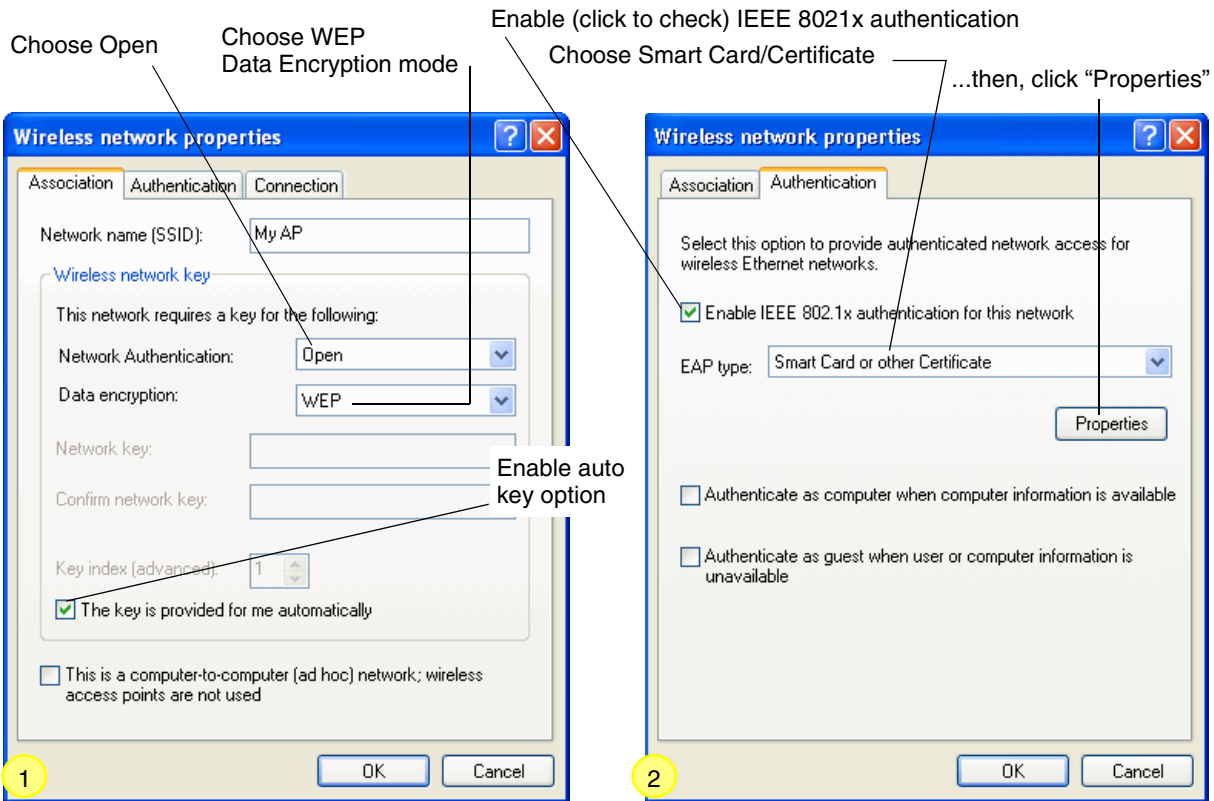 Enable (click to check) IEEE 8021x authentication
Choose Open
Choose WEP
Data Encryption mode
Choose Smart Card/Certificate
...then, click “Properties”
Wireless network properties
Association
Authentication
Connection
Network name (SSID):
My AP
Wireless network key
This network requires a key for the following:
Network Authentication:
Open
Data encryption:
WEP
Network key:
Confirm network key:
Enable auto
key option
Key index (advanced):
1
The key is provided for me automatically
This is a computer-to-computer (ad hoc) network; wireless
access points are not used
OK
Cancel
1
Wireless network properties
Association
Authentication
Select this option to provide authenticated network access for
wireless Ethernet networks.
Enable IEEE 802.1x authentication for this network
EAP type:
Smart Card or other Certificate
Properties
Authenticate as computer when computer information is available
Authenticate as guest when user or computer information is
unavailable
OK
Cancel
2